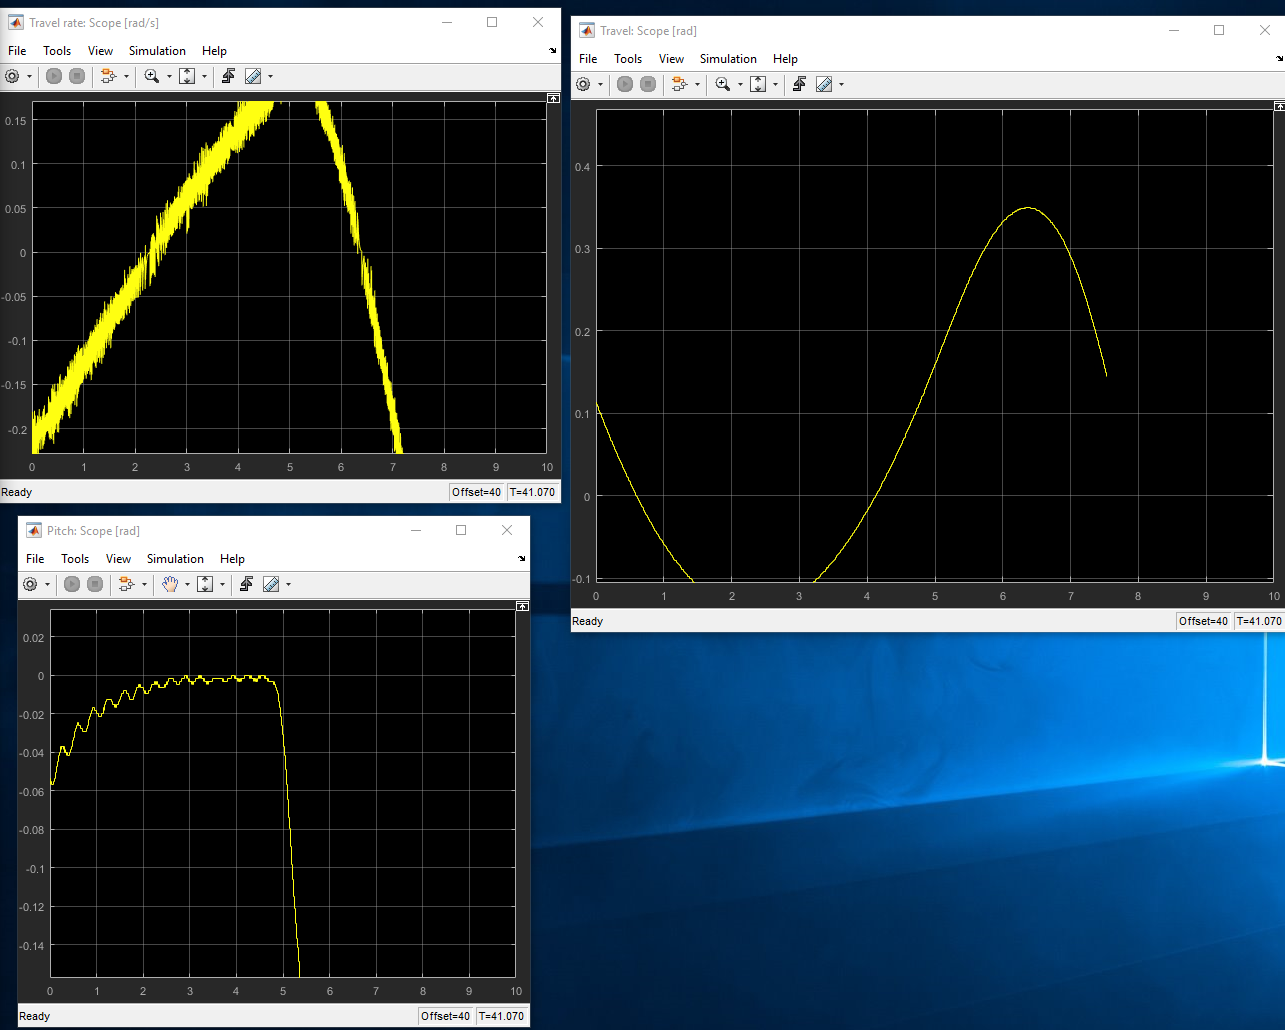 Travel rate: Scope [rad/s]
File Tools View Simulation Help
0.15
0.1
0.05
0
-0.05
-0.1
-0.15
-0.2
0 1 2 3 4 5 6 7 8 9 10
Ready Offset=40 T=41.070
Travel: Scope [rad]
File Tools View Simulation Help
0.4
0.3
0.2
0.1
0
-0.1
0 1 2 3 4 5 6 7 8 9 10
Ready Offset=40 T=41.070
Pitch: Scope [rad]
File Tools View Simulation Help
0.02
0
-0.02
-0.04
-0.06
-0.08
-0.1
-0.12
-0.14
0 1 2 3 4 5 6 7 8 9 10
Ready Offset=40 T=41.070